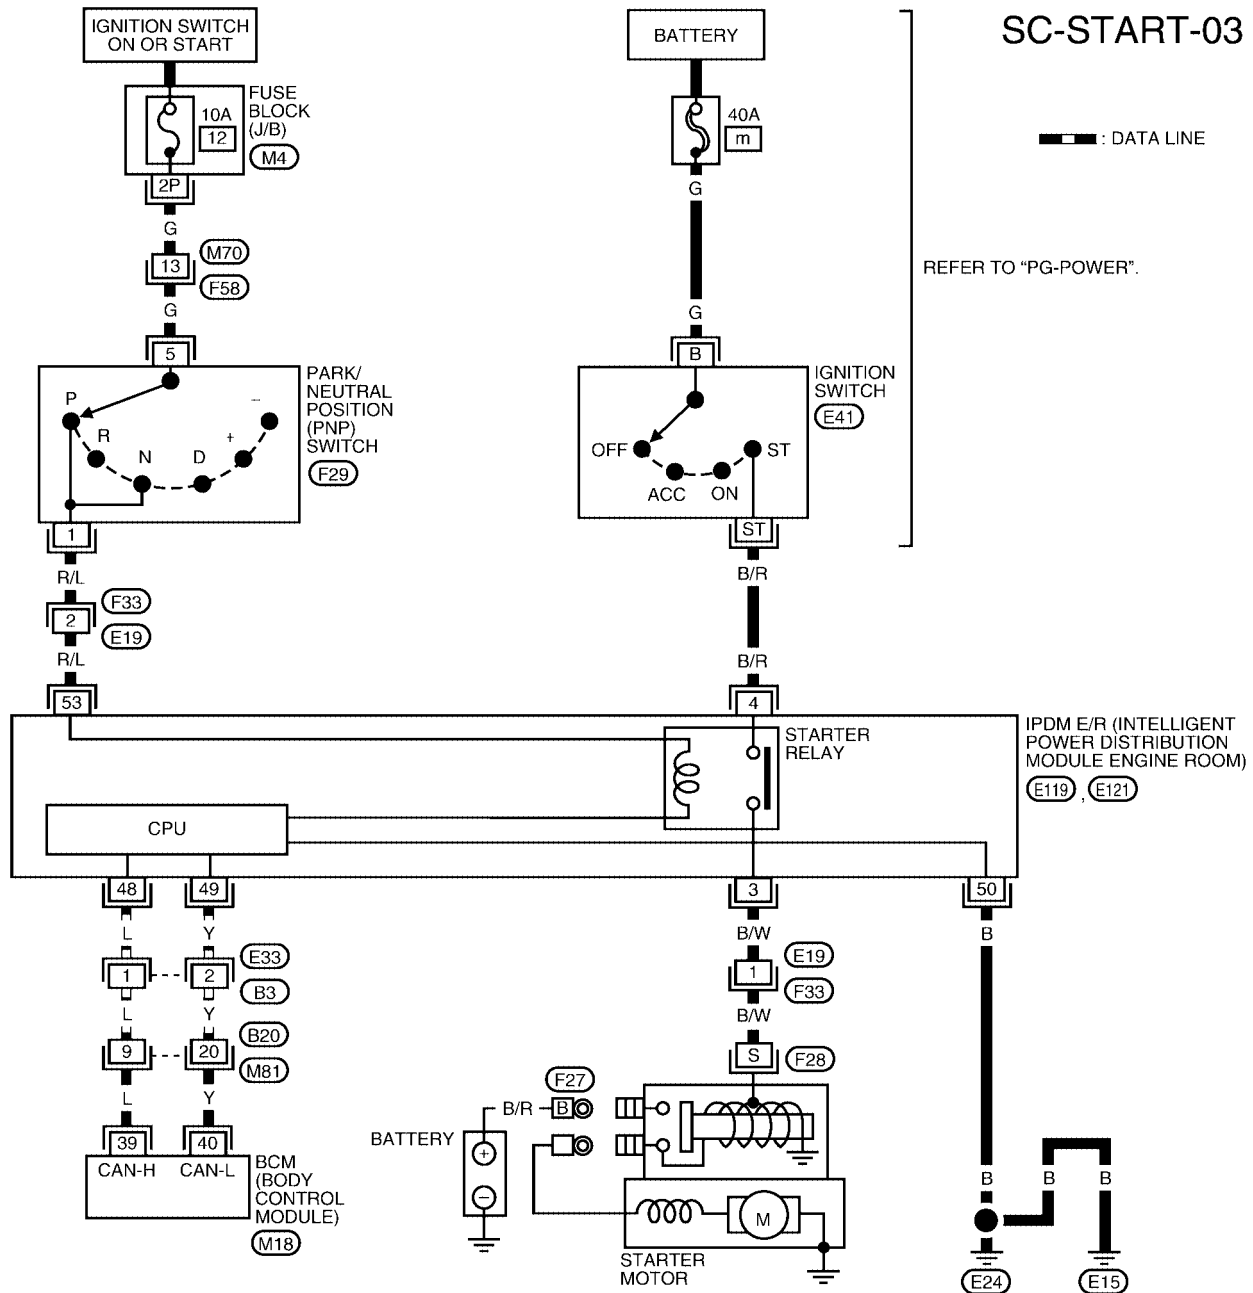 IGNITION SWITCH
ON OR START
BATTERY
SC-START-03
FUSE
BLOCK
(J/B)
M4
10A
12
40A
m
: DATA LINE
2P
G
G
13
M70
F58
REFER TO “PG-POWER”.
G
G
5
B
PARK/
NEUTRAL
POSITION
(PNP)
SWITCH
F29
P
R
N
D
+
–
IGNITION
SWITCH
E41
OFF
ACC
ON
ST
1
ST
R/L
B/R
2
F33
E19
R/L
B/R
53
4
STARTER
RELAY
IPDM E/R (INTELLIGENT
POWER DISTRIBUTION
MODULE ENGINE ROOM)
E119 , E121
CPU
48
49
3
50
L
Y
B/W
B
1
2
E33
B3
1
E19
F33
L
Y
B/W
9
20
B20
M81
S
F28
L
Y
F27
B/R
B
BATTERY
+
–
39
40
CAN-H
CAN-L
BCM
(BODY
CONTROL
MODULE)
M18
M
STARTER
MOTOR
B
B
B
E24
E15